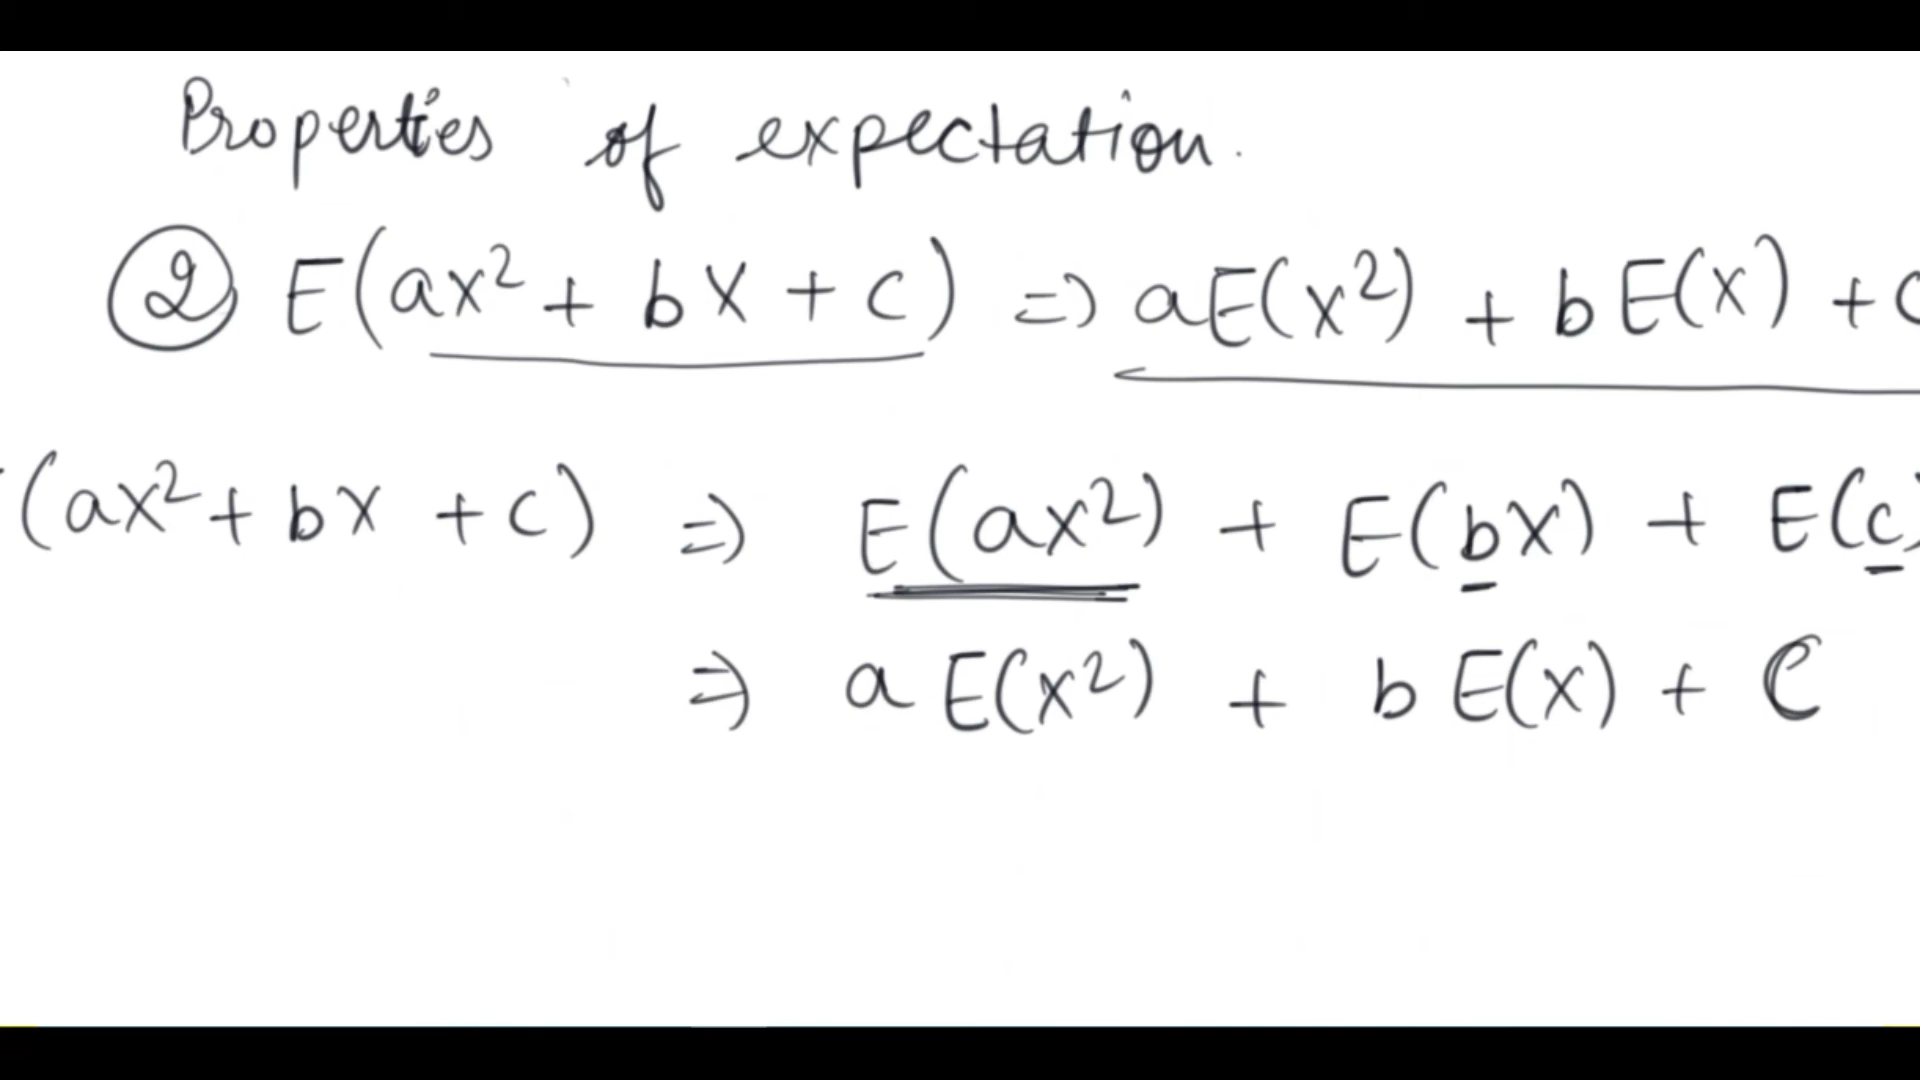 Properties of expectation.
② E(ax² + bX + c) => aE(x²) + bE(x) + c
(ax² + bx + c) => E(ax²) + E(bx) + E(c)
=> a E(x²) + b E(x) + C